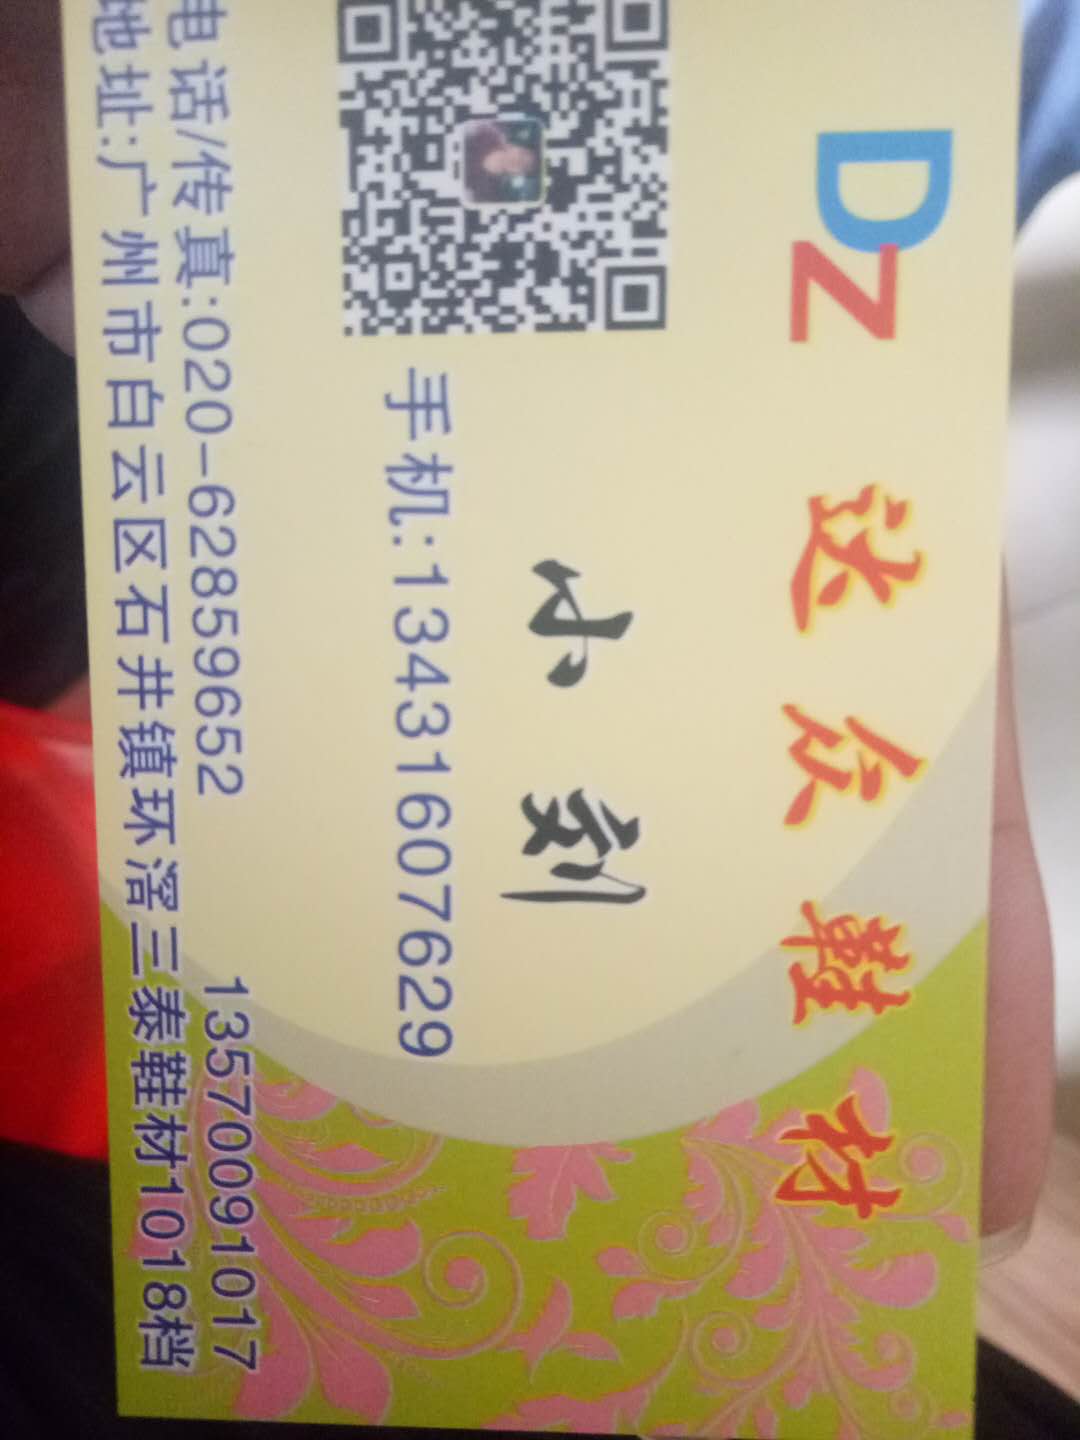 DZ 达众鞋材
小刘
手机:13431607629
电话/传真:020-62859652 13570091017
地址:广州市白云区石井镇环滘三泰鞋材1018档